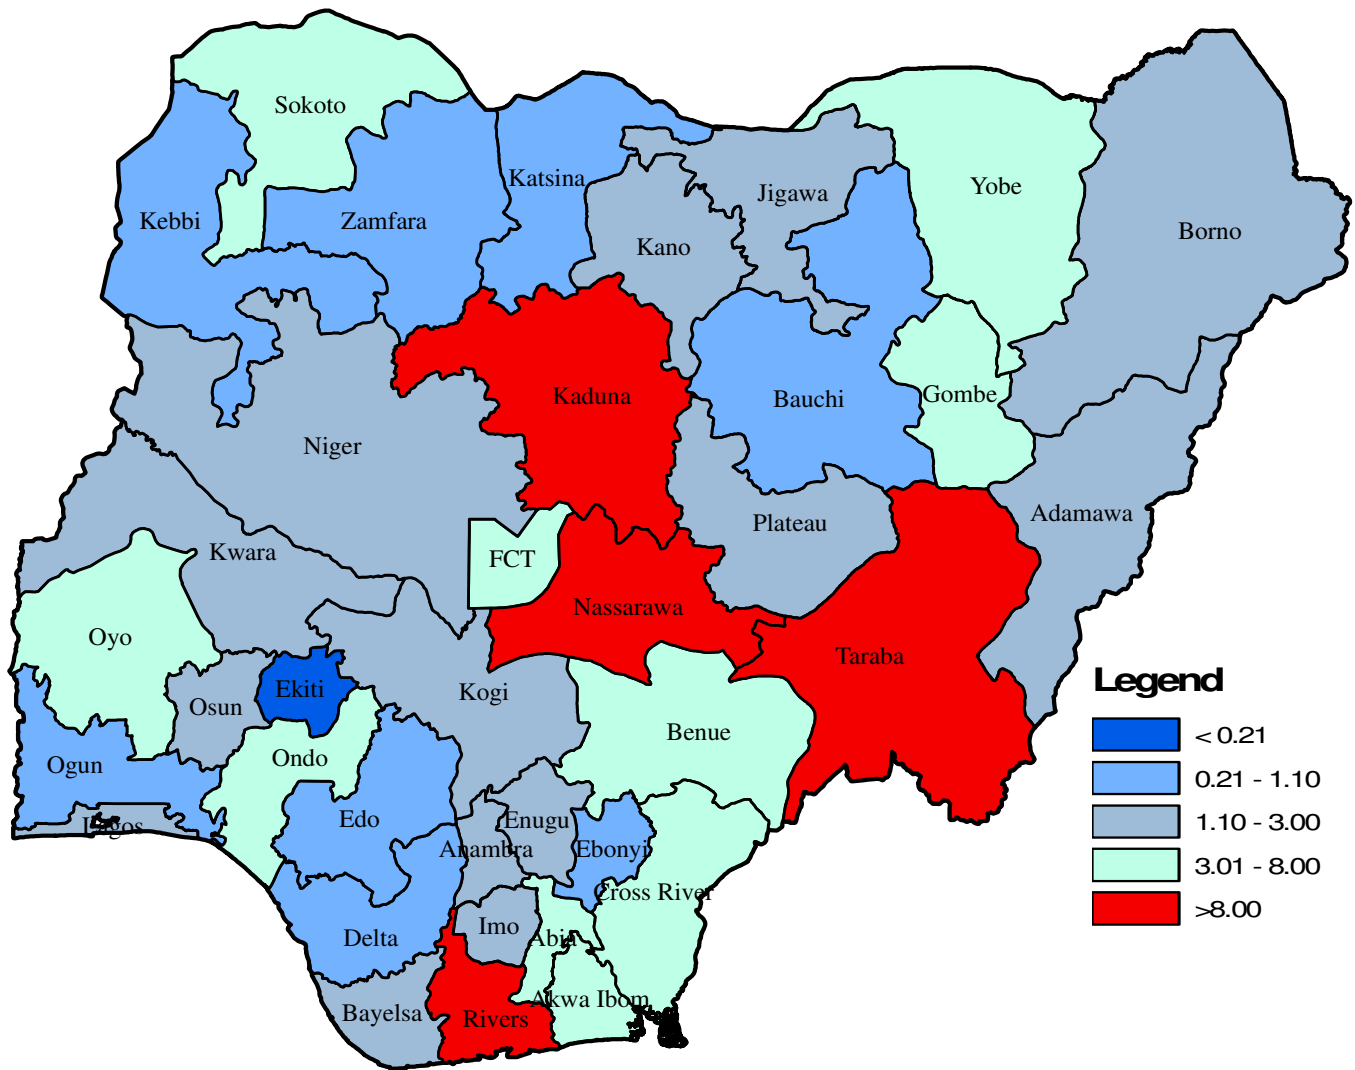 Sokoto
Katsina
Jigawa
Yobe
Kebbi
Zamfara
Kano
Borno
Kaduna
Bauchi
Gombe
Niger
Plateau
Adamawa
Kwara
FCT
Nassarawa
Oyo
Taraba
Ekiti
Kogi
Osun
Benue
Ogun
Ondo
Lagos
Edo
Enugu
Anambra
Ebonyi
Cross River
Imo
Delta
Abia
Akwa Ibom
Bayelsa
Rivers
Legend
< 0.21
0.21 - 1.10
1.10 - 3.00
3.01 - 8.00
>8.00